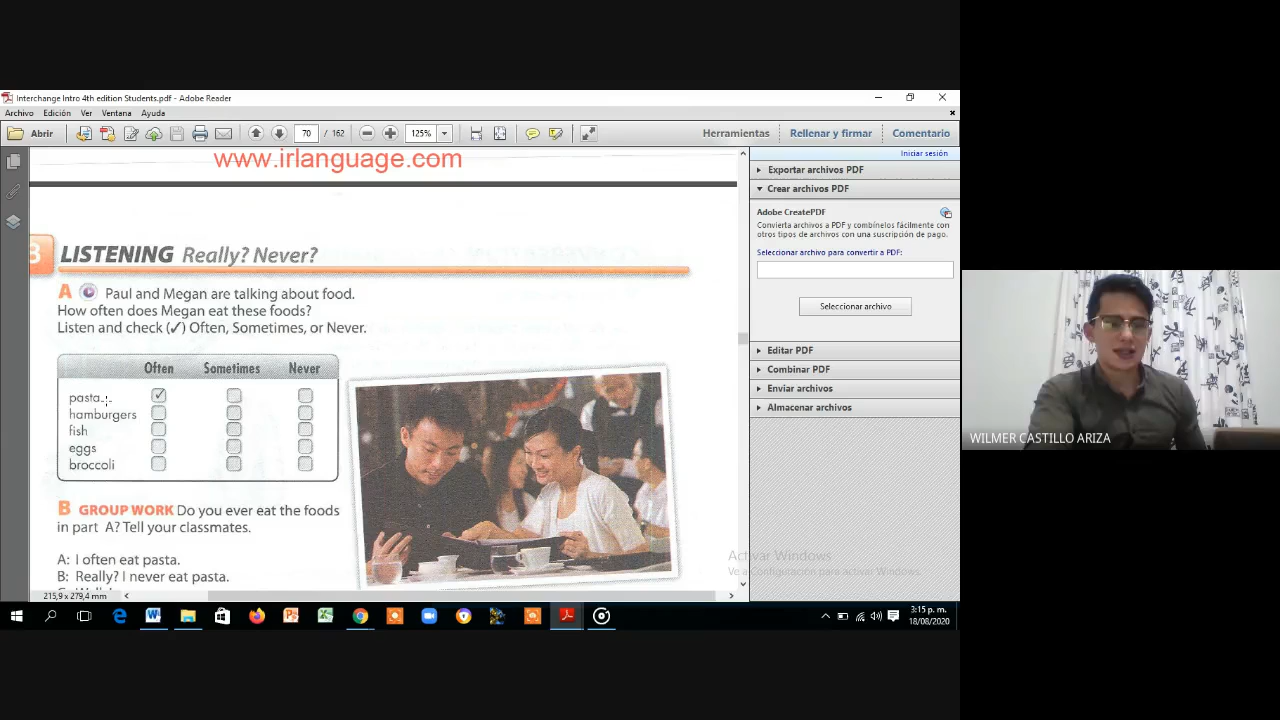 Interchange Intro 4th edition Students.pdf - Adobe Reader
Archivo Edición Ver Ventana Ayuda
Abrir 70 / 162 125% Herramientas Rellenar y firmar Comentario
www.irlanguage.com
Iniciar sesión
Exportar archivos PDF
Crear archivos PDF
Adobe CreatePDF
Convierta archivos a PDF y combínelos fácilmente con otros tipos de archivos con una suscripción de pago.
Seleccionar archivo para convertir a PDF:
Seleccionar archivo
Editar PDF
Combinar PDF
Enviar archivos
Almacenar archivos
3 LISTENING Really? Never?
A Paul and Megan are talking about food.
How often does Megan eat these foods?
Listen and check (✓) Often, Sometimes, or Never.
Often Sometimes Never
pasta ✓
hamburgers
fish
eggs
broccoli
B GROUP WORK Do you ever eat the foods
in part A? Tell your classmates.
A: I often eat pasta.
B: Really? I never eat pasta.
Activar Windows
Ve a Configuración para activar Windows.
215,9 x 279,4 mm
3:15 p. m.
18/08/2020
WILMER CASTILLO ARIZA